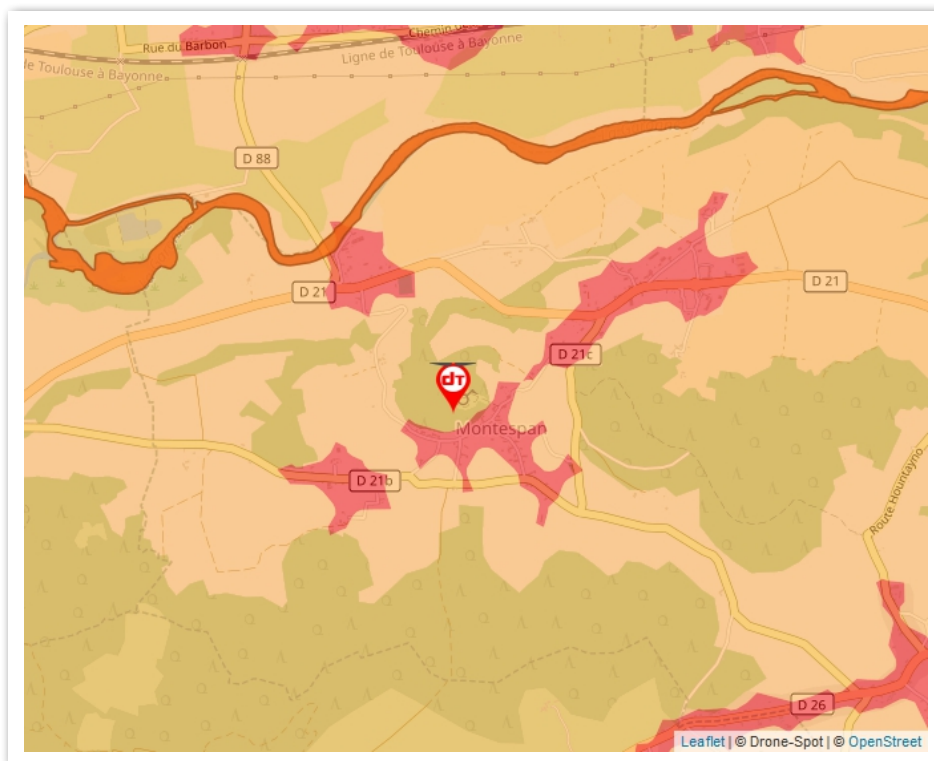 Chemin de
Rue du Barbon
Ligne de Toulouse à Bayonne
de Toulouse à Bayonne
D 88
D 21
D 21
D 21c
dT
Montespan
D 21b
Route Hountayno
D 26
Leaflet | © Drone-Spot | © OpenStreet